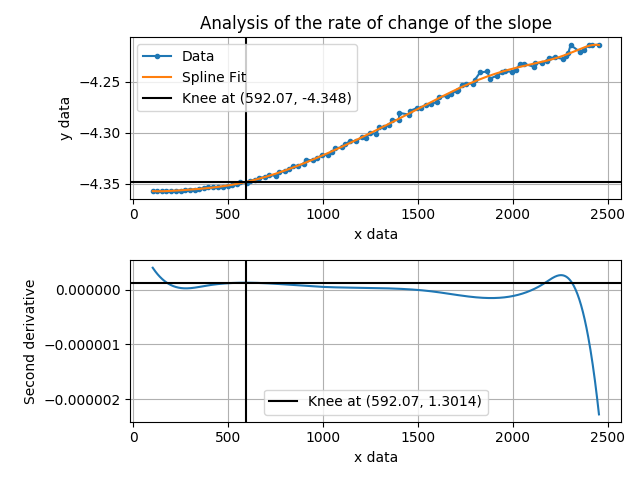 Analysis of the rate of change of the slope
Data
Spline Fit
Knee at (592.07, -4.348)
y data
−4.25
−4.30
−4.35
0 500 1000 1500 2000 2500
x data
Second derivative
0.000000
−0.000001
−0.000002
Knee at (592.07, 1.3014)
0 500 1000 1500 2000 2500
x data